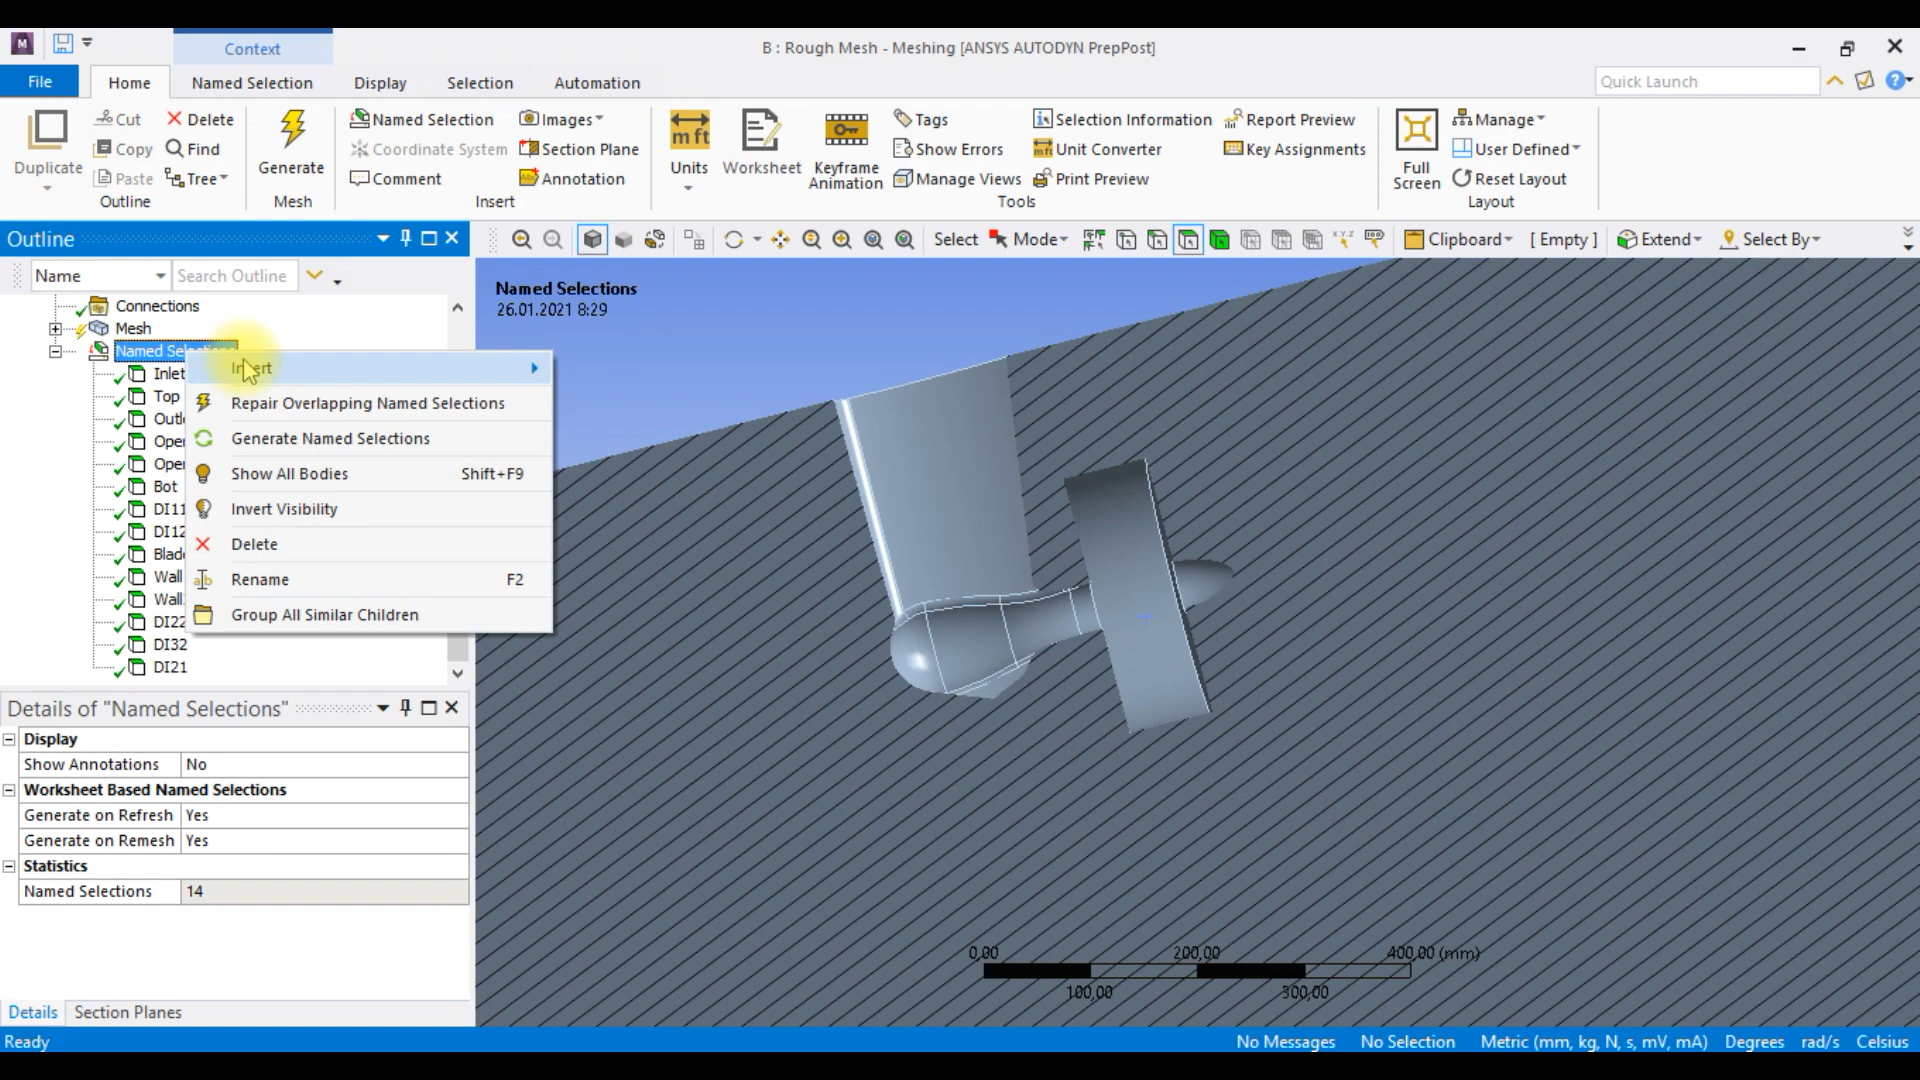 Context
B : Rough Mesh - Meshing [ANSYS AUTODYN PrepPost]
File
Home
Named Selection
Display
Selection
Automation
Quick Launch
Duplicate
Cut
Copy
Paste
Delete
Find
Tree
Outline
Generate
Mesh
Named Selection
Coordinate System
Comment
Images
Section Plane
Annotation
Insert
m ft
Units
Worksheet
Keyframe
Animation
Tags
Show Errors
Manage Views
Selection Information
Unit Converter
Print Preview
Report Preview
Key Assignments
Tools
Full
Screen
Manage
User Defined
Reset Layout
Layout
Outline
Select
Mode
Clipboard
[ Empty ]
Extend
Select By
Name
Search Outline
Connections
Mesh
Inlet
Top
Bot
DI11
DI12
Wall
DI22
DI32
DI21
Insert
Repair Overlapping Named Selections
Generate Named Selections
Show All Bodies Shift+F9
Invert Visibility
Delete
Rename F2
Group All Similar Children
Named Selections
26.01.2021 8:29
Details of "Named Selections"
Display
Show Annotations No
Worksheet Based Named Selections
Generate on Refresh Yes
Generate on Remesh Yes
Statistics
Named Selections 14
0,00 200,00 400,00 (mm)
100,00 300,00
Details
Section Planes
Ready
No Messages
No Selection
Metric (mm, kg, N, s, mV, mA)
Degrees
rad/s
Celsius